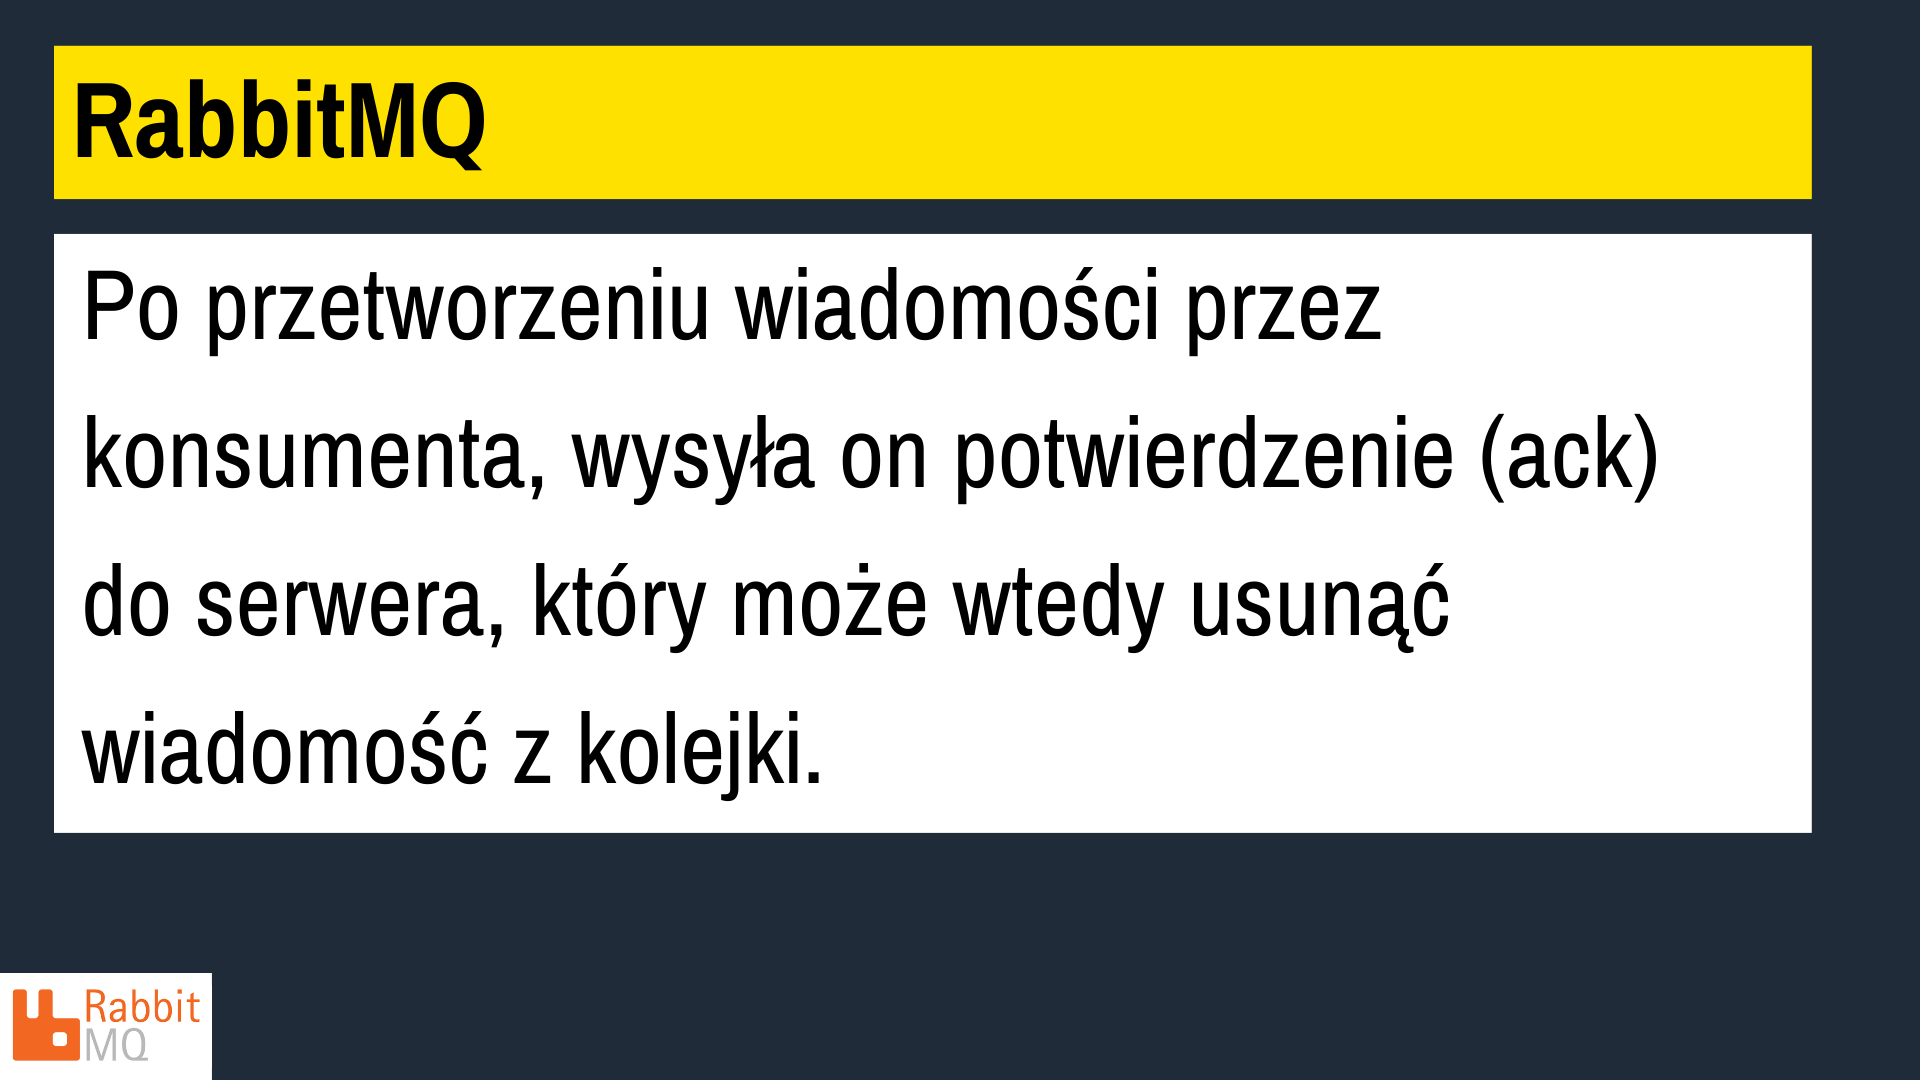 RabbitMQ
Po przetworzeniu wiadomości przez
konsumenta, wysyła on potwierdzenie (ack)
do serwera, który może wtedy usunąć
wiadomość z kolejki.
Rabbit
MQ